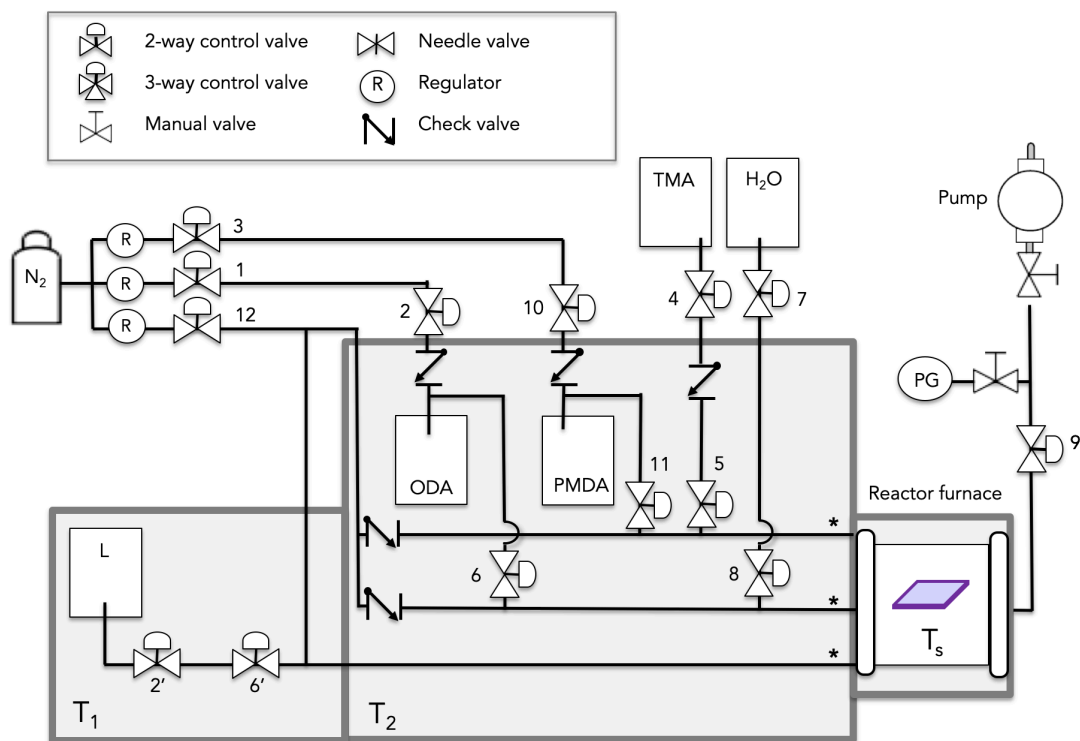 2-way control valve
Needle valve
3-way control valve
R
Regulator
Manual valve
Check valve
TMA
H₂O
Pump
N₂
R
3
R
1
R
12
2
10
4
7
PG
9
ODA
PMDA
11
5
Reactor furnace
*
L
6
8
*
Tₛ
*
2'
6'
T₁
T₂